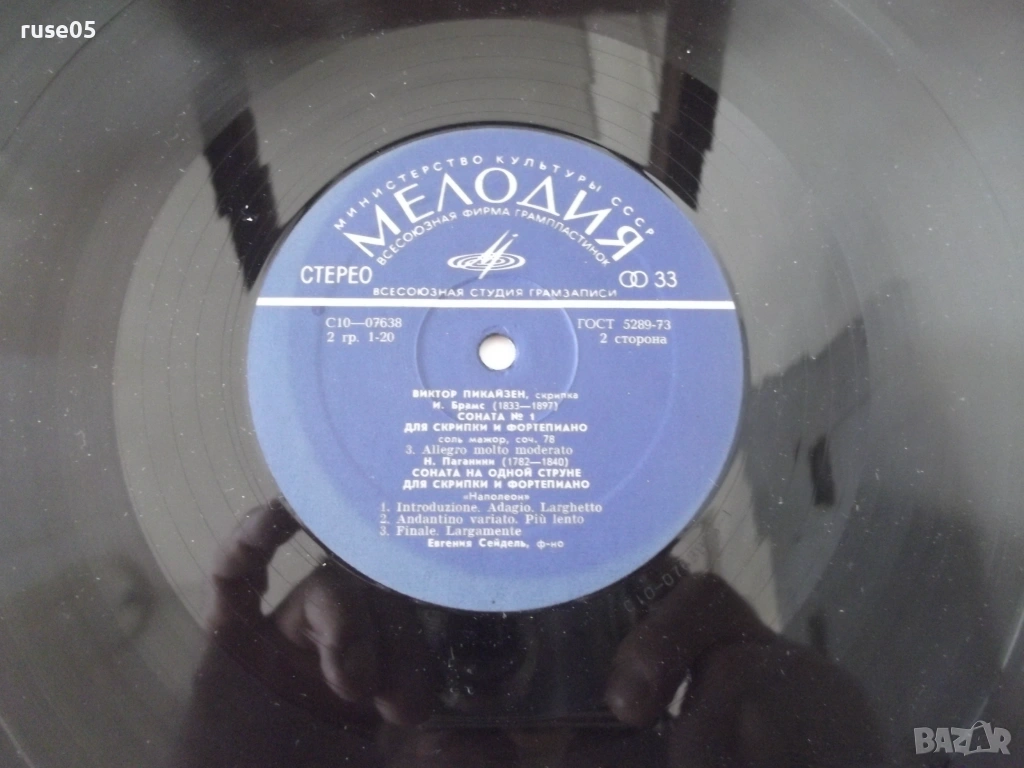 ruse05
МИНИСТЕРСТВО КУЛЬТУРЫ СССР
МЕЛОДИЯ
ВСЕСОЮЗНАЯ ФИРМА ГРАМПЛАСТИНОК
СТЕРЕО
33
ВСЕСОЮЗНАЯ СТУДИЯ ГРАМЗАПИСИ
С10—07638
ГОСТ 5289-73
2 гр. 1-20
2 сторона
ВИКТОР ПИКАЙЗЕН, скрипка
И. Брамс (1833—1897)
СОНАТА № 1
ДЛЯ СКРИПКИ И ФОРТЕПИАНО
соль мажор, соч. 78
3. Allegro molto moderato
Н. Паганини (1782—1840)
СОНАТА НА ОДНОЙ СТРУНЕ
ДЛЯ СКРИПКИ И ФОРТЕПИАНО
«Наполеон»
1. Introduzione. Adagio. Larghetto
2. Andantino variato. Più lento
3. Finale. Largamente
Евгения Сейдель, ф-но
BAZAR